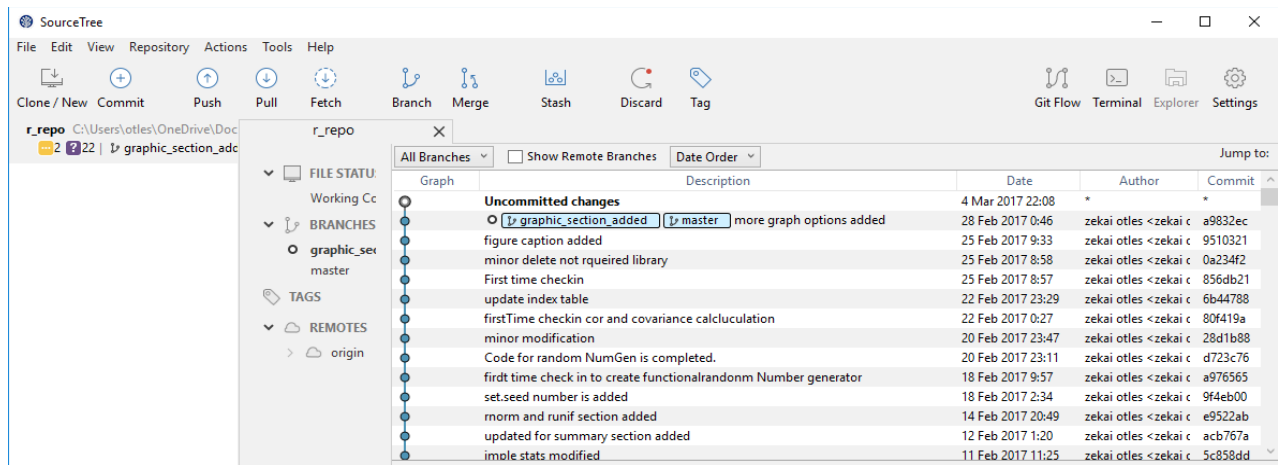 SourceTree
File Edit View Repository Actions Tools Help
Clone / New Commit Push Pull Fetch Branch Merge Stash Discard Tag Git Flow Terminal Explorer Settings
r_repo C:\Users\otles\OneDrive\Doc
2 ? 22 | graphic_section_adc
r_repo
FILE STATU
Working Cc
BRANCHES
graphic_sec
master
TAGS
REMOTES
origin
All Branches Show Remote Branches Date Order Jump to:
Graph Description Date Author Commit
Uncommitted changes 4 Mar 2017 22:08 * *
graphic_section_added master more graph options added 28 Feb 2017 0:46 zekai otles <zekai c a9832ec
figure caption added 25 Feb 2017 9:33 zekai otles <zekai c 9510321
minor delete not rqueired library 25 Feb 2017 8:58 zekai otles <zekai c 0a234f2
First time checkin 25 Feb 2017 8:57 zekai otles <zekai c 856db21
update index table 22 Feb 2017 23:29 zekai otles <zekai c 6b44788
firstTime checkin cor and covariance calcluculation 22 Feb 2017 0:27 zekai otles <zekai c 80f419a
minor modification 20 Feb 2017 23:47 zekai otles <zekai c 28d1b88
Code for random NumGen is completed. 20 Feb 2017 23:11 zekai otles <zekai c d723c76
firdt time check in to create functionalrandonm Number generator 18 Feb 2017 9:57 zekai otles <zekai c a976565
set.seed number is added 18 Feb 2017 2:34 zekai otles <zekai c 9f4eb00
rnorm and runif section added 14 Feb 2017 20:49 zekai otles <zekai c e9522ab
updated for summary section added 12 Feb 2017 1:20 zekai otles <zekai c acb767a
imple stats modified 11 Feb 2017 11:25 zekai otles <zekai c 5c858dd